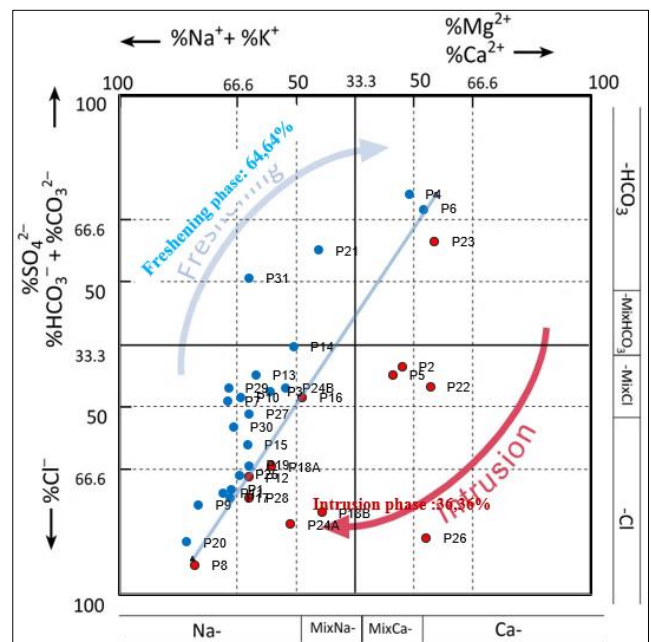 %Na⁺+ %K⁺
%Mg²⁺
%Ca²⁺
100 66.6 50 33.3 50 66.6 100
100
66.6
50
33.3
50
66.6
100
%SO₄²⁻
%HCO₃⁻ + %CO₃²⁻
%Cl⁻
Freshening phase: 64,64%
Freshening
P4
P6
P23
P21
P31
P14
P2
P13
P5
P29
P24B
P22
P3
P10
P7
P16
P27
P30
P15
P19
P18A
P25
P12
P1
P17
P28
P9
Intrusion phase :36,36%
P18B
Intrusion
P24A
P20
P26
P8
-HCO₃
-MixHCO₃
-MixCl
-Cl
Na-
MixNa-
MixCa-
Ca-